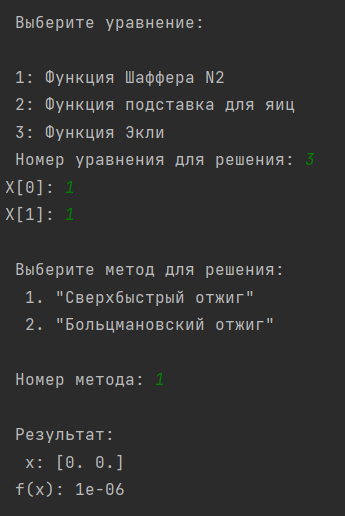 Выберите уравнение:
1: Функция Шаффера N2
2: Функция подставка для яиц
3: Функция Экли
Номер уравнения для решения: 3
X[0]: 1
X[1]: 1
Выберите метод для решения:
1. "Сверхбыстрый отжиг"
2. "Больцмановский отжиг"
Номер метода: 1
Результат:
x: [0. 0.]
f(x): 1e-06